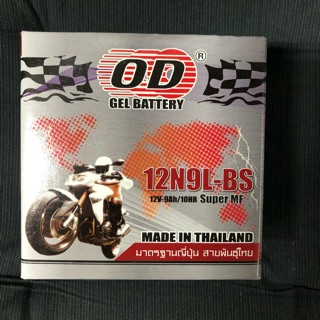 OD®
GEL BATTERY
12N9L-BS
12V-9Ah/10HR Super MF
MADE IN THAILAND
มาตรฐานญี่ปุ่น สายพันธุ์ไทย